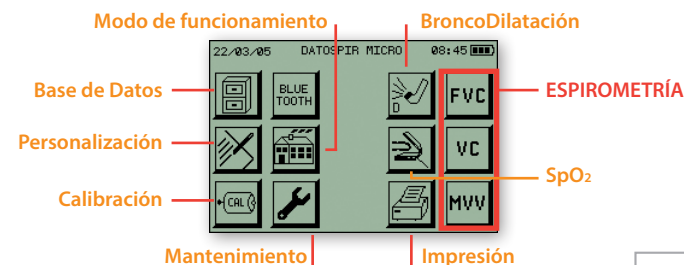 Modo de funcionamiento
BroncoDilatación
22/03/05 DATOSPIR MICRO 08:45
Base de Datos
BLUE
TOOTH
D
FVC
ESPIROMETRÍA
Personalización
VC
SpO₂
Calibración
CAL
MVV
Mantenimiento
Impresión